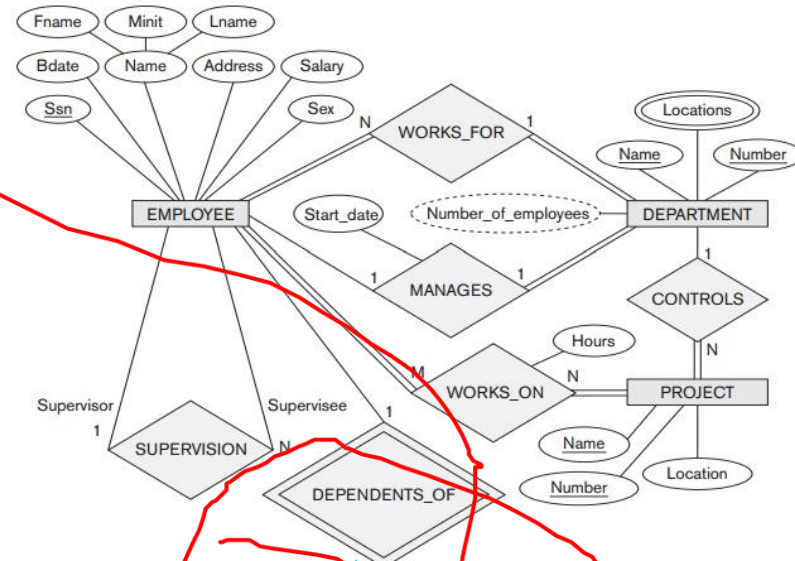 Fname Minit Lname
Bdate Name Address Salary
Ssn Sex
N WORKS_FOR 1
Locations
Name Number
EMPLOYEE
Start_date Number_of_employees
DEPARTMENT
1 MANAGES 1
1
CONTROLS
N
Hours
M WORKS_ON N
PROJECT
Supervisor Supervisee
1 SUPERVISION N
1
DEPENDENTS_OF
Name
Number
Location